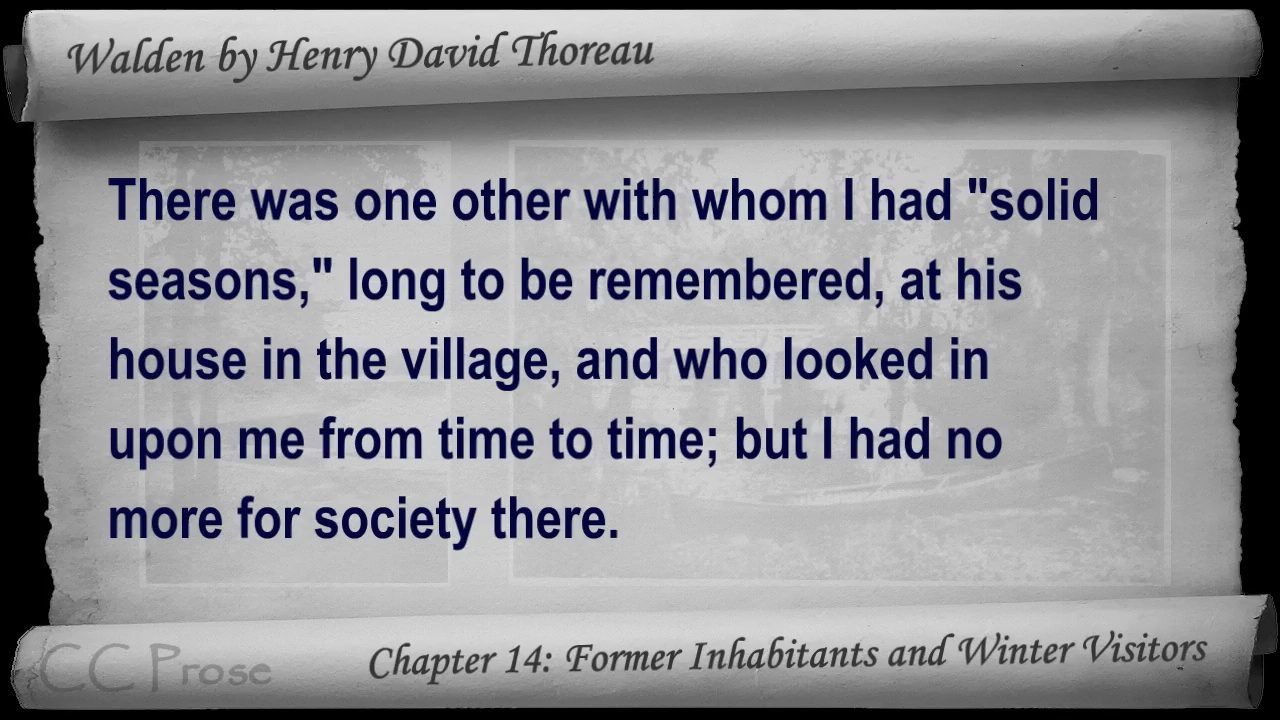 Walden by Henry David Thoreau
There was one other with whom I had "solid
seasons," long to be remembered, at his
house in the village, and who looked in
upon me from time to time; but I had no
more for society there.
CC Prose
Chapter 14: Former Inhabitants and Winter Visitors